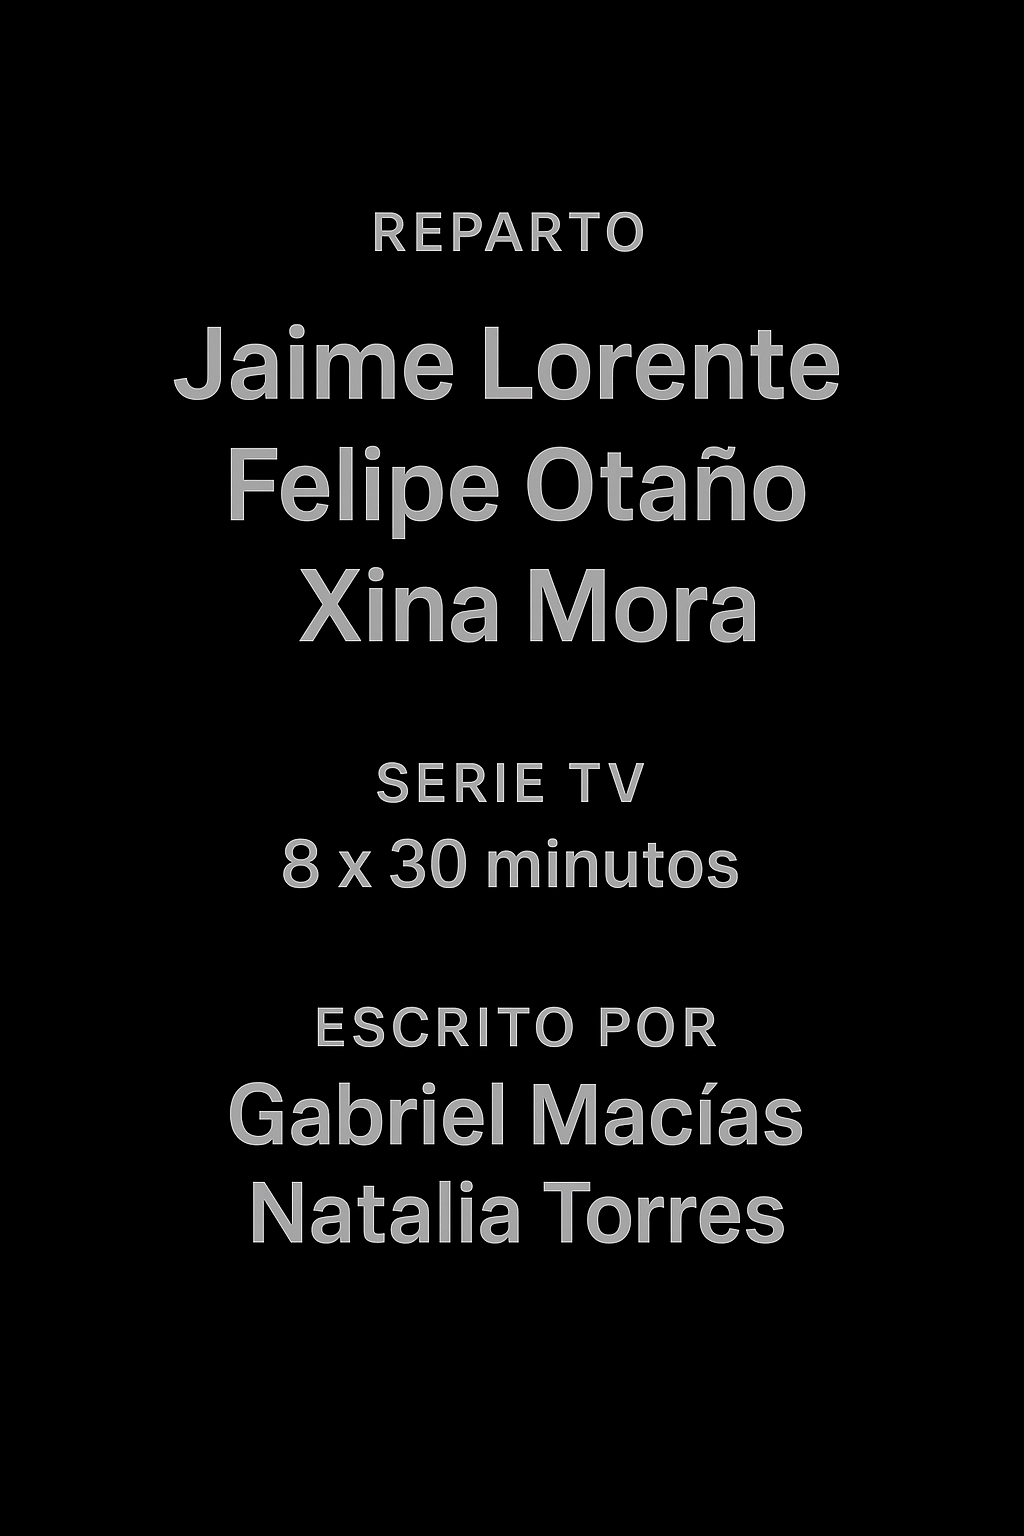 REPARTO
Jaime Lorente
Felipe Otaño
Xina Mora
SERIE TV
8 x 30 minutos
ESCRITO POR
Gabriel Macías
Natalia Torres